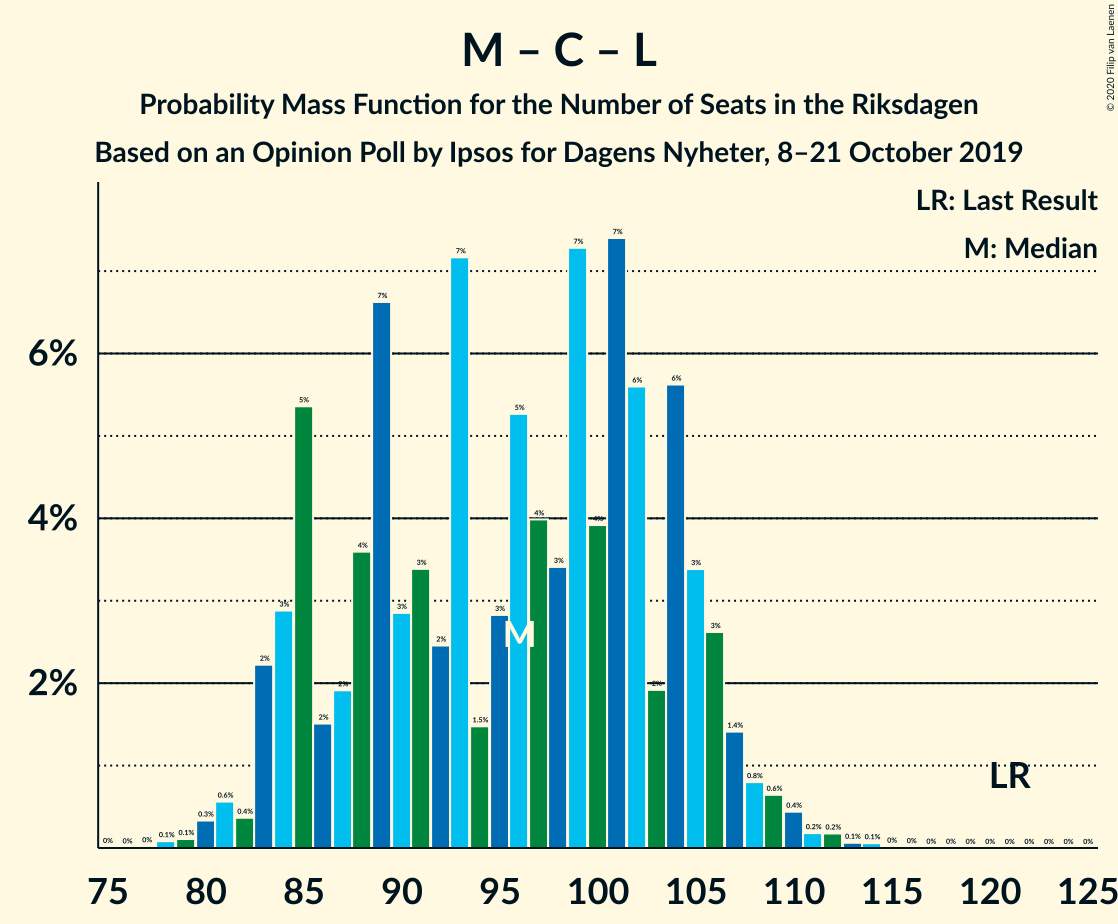 M – C – L
Probability Mass Function for the Number of Seats in the Riksdagen
Based on an Opinion Poll by Ipsos for Dagens Nyheter, 8–21 October 2019
© 2020 Filip van Laenen
LR: Last Result
M: Median
6%
4%
2%
0% 0% 0% 0.1% 0.1% 0.3% 0.6% 0.4% 2% 3% 5% 2% 2% 4% 7% 3% 3% 2% 7% 1.5% 3% 5% 4% 3% 7% 4% 7% 6% 2% 6% 3% 3% 1.4% 0.8% 0.6% 0.4% 0.2% 0.2% 0.1% 0.1% 0% 0% 0% 0% 0% 0% 0% 0% 0% 0% 0%
M
LR
75 80 85 90 95 100 105 110 115 120 125